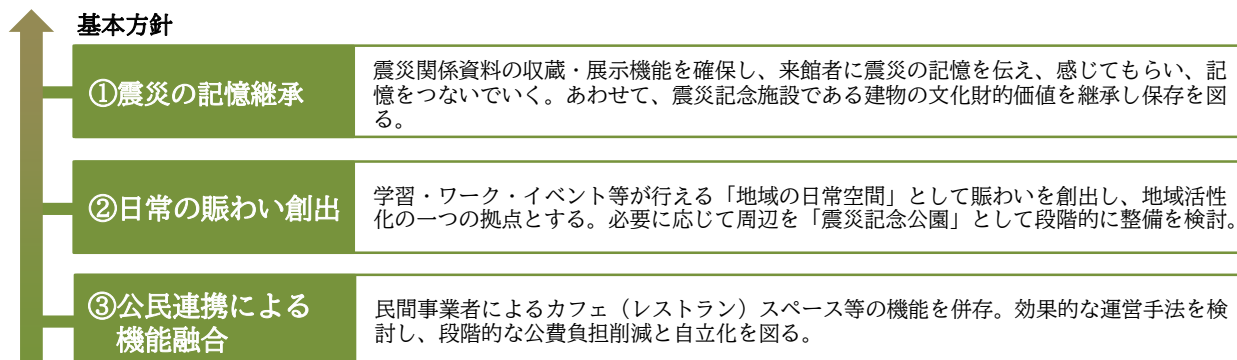 基本方針
①震災の記憶継承
震災関係資料の収蔵・展示機能を確保し、来館者に震災の記憶を伝え、感じてもらい、記
憶をつないでいく。あわせて、震災記念施設である建物の文化財的価値を継承し保存を図
る。
②日常の賑わい創出
学習・ワーク・イベント等が行える「地域の日常空間」として賑わいを創出し、地域活性
化の一つの拠点とする。必要に応じて周辺を「震災記念公園」として段階的に整備を検討。
③公民連携による
機能融合
民間事業者によるカフェ（レストラン）スペース等の機能を併存。効果的な運営手法を検
討し、段階的な公費負担削減と自立化を図る。